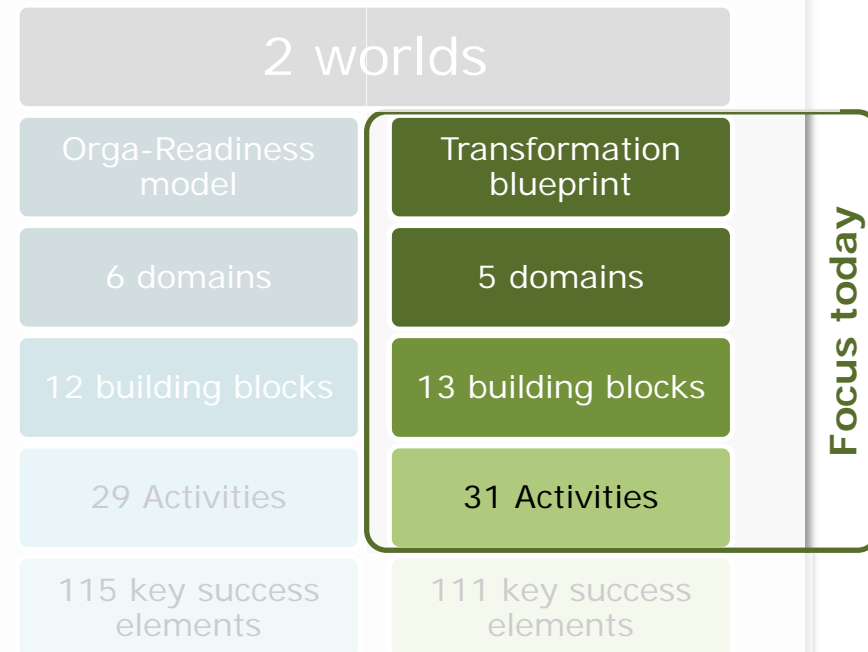 2 worlds
Orga-Readiness
model
Transformation
blueprint
6 domains
5 domains
12 building blocks
13 building blocks
29 Activities
31 Activities
115 key success
elements
111 key success
elements
Focus today